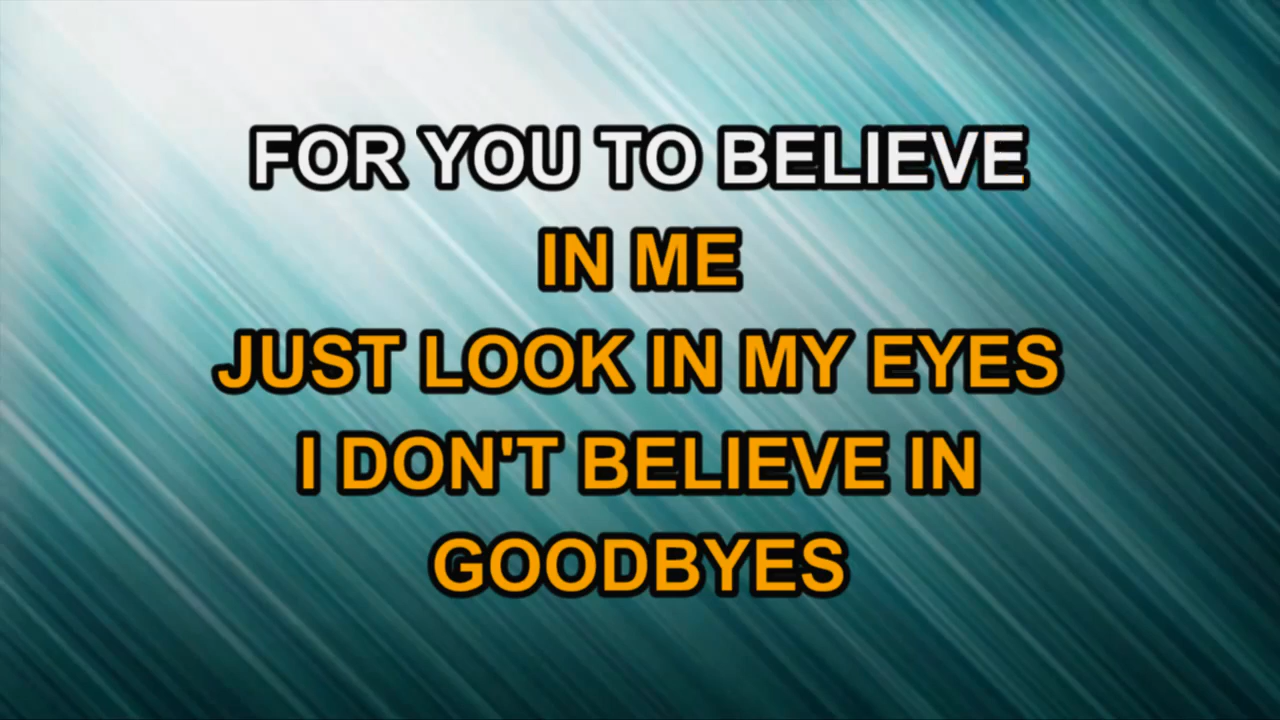 FOR YOU TO BELIEVE
IN ME
JUST LOOK IN MY EYES
I DON'T BELIEVE IN
GOODBYES